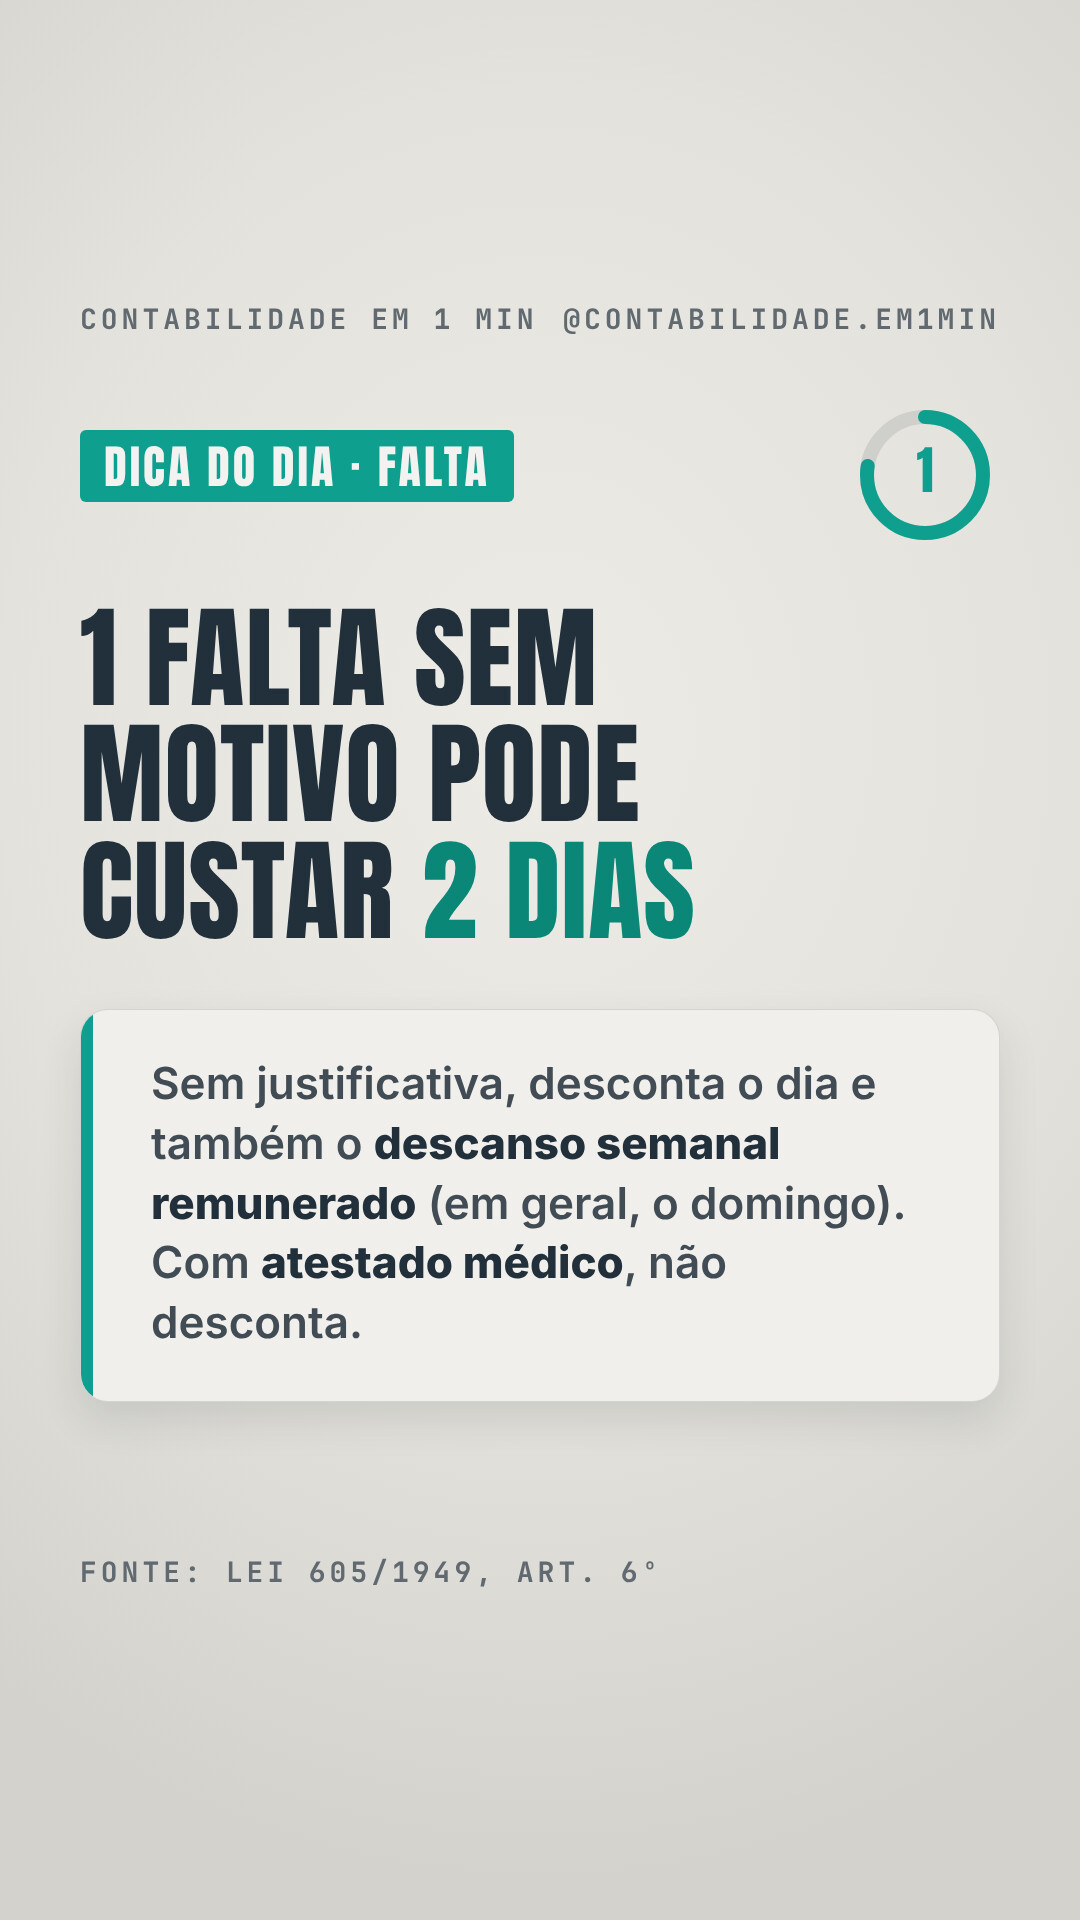 CONTABILIDADE EM 1 MIN @CONTABILIDADE.EM1MIN
DICA DO DIA · FALTA
1
1 FALTA SEM
MOTIVO PODE
CUSTAR 2 DIAS
Sem justificativa, desconta o dia e
também o descanso semanal
remunerado (em geral, o domingo).
Com atestado médico, não
desconta.
FONTE: LEI 605/1949, ART. 6º